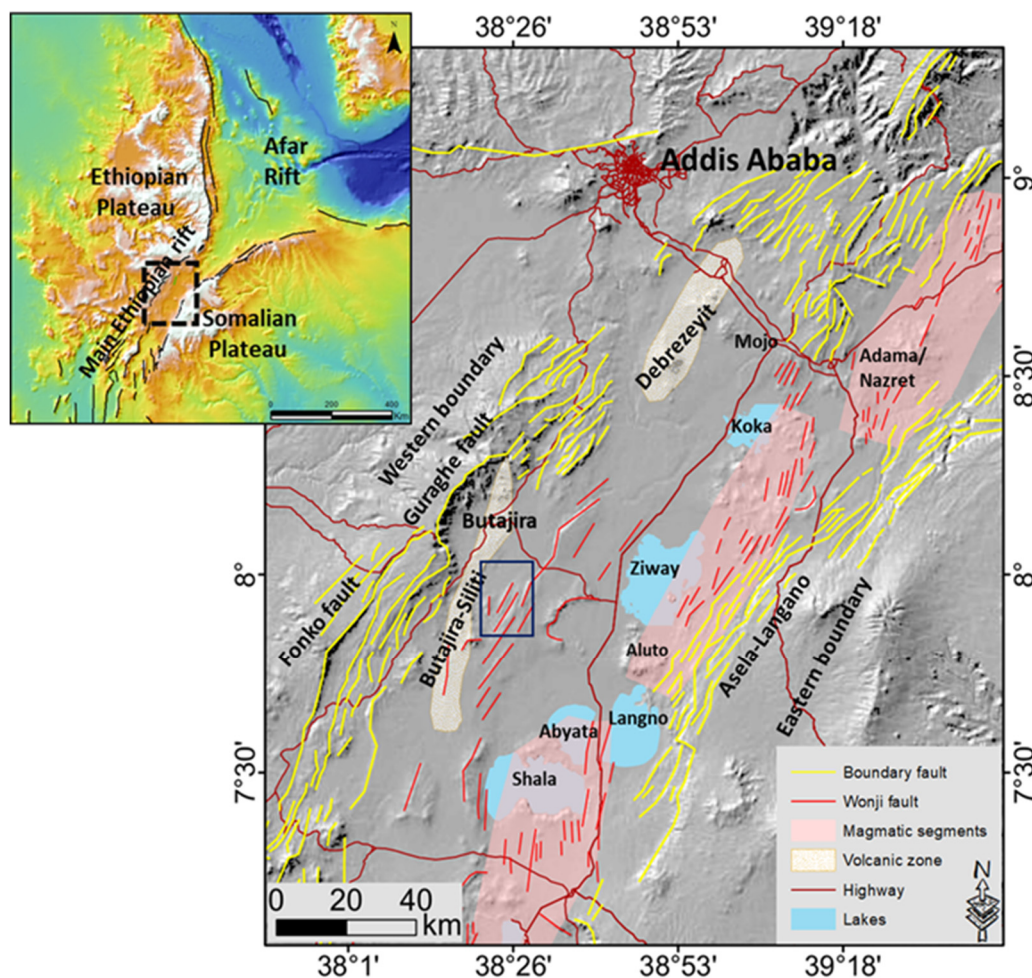 38°26'
38°53'
39°18'
N
Afar
Rift
Ethiopian
Plateau
Main Ethiopian rift
Somalian
Plateau
0
200
400
Km
Addis Ababa
9°
Debrezeyit
Mojo
Adama/
Nazret
8°30'
Koka
Western boundary
Guraghe fault
Butajira
8°
Ziway
Fonko fault
Butajira-Siliti
Aluto
Asela-Langano
Eastern boundary
8°
Abyata
Langno
7°30'
Shala
7°30'
Boundary fault
Wonji fault
Magmatic segments
Volcanic zone
Highway
Lakes
N
0
20
40
km
38°1'
38°26'
38°53'
39°18'